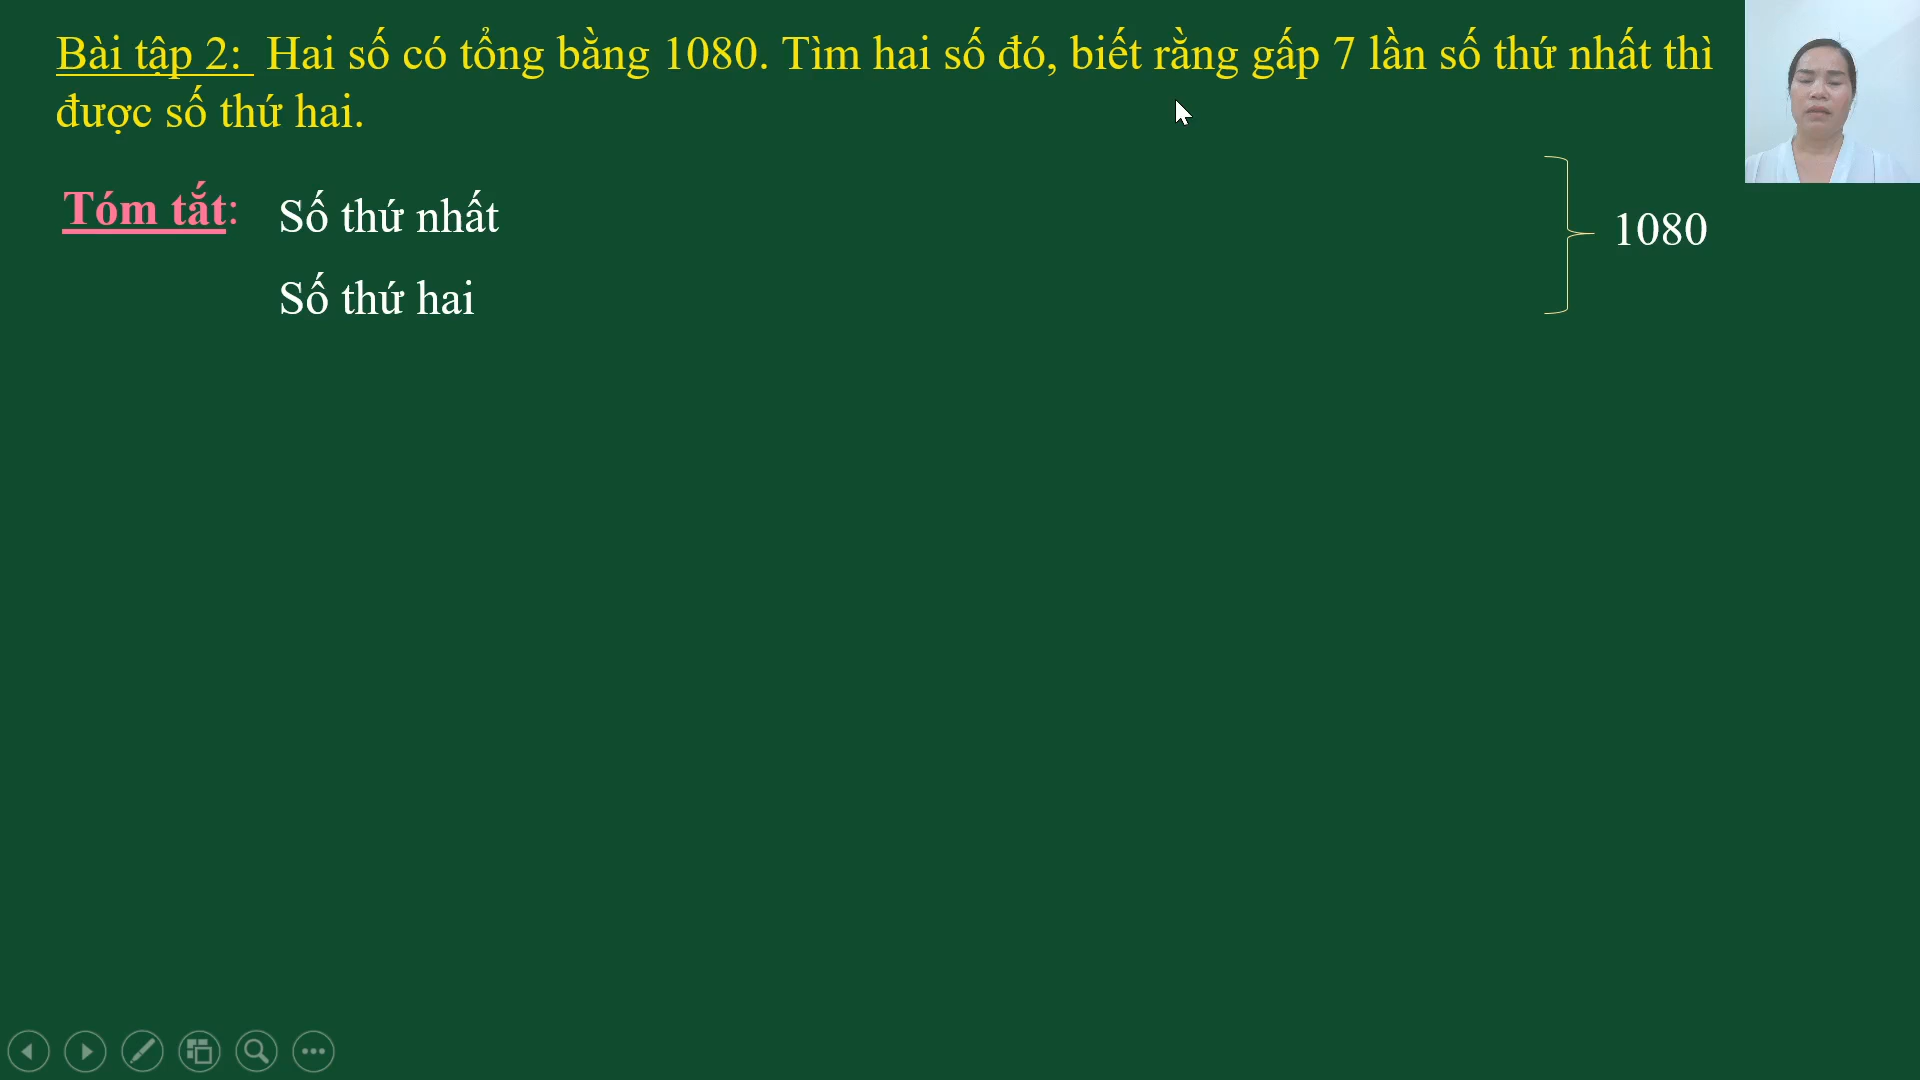 Bài tập 2: Hai số có tổng bằng 1080. Tìm hai số đó, biết rằng gấp 7 lần số thứ nhất thì
được số thứ hai.
Tóm tắt: Số thứ nhất
1080
Số thứ hai